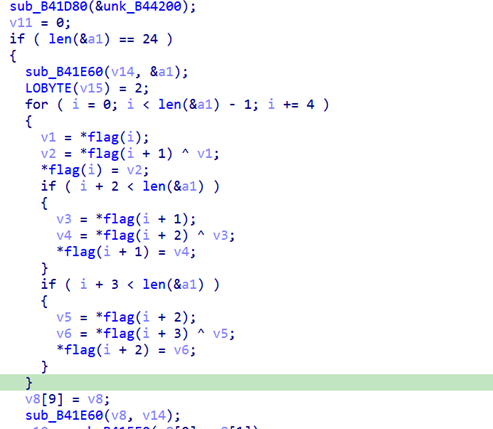 sub_B41D80(&unk_B44200);
v11 = 0;
if ( len(&a1) == 24 )
{
sub_B41E60(v14, &a1);
LOBYTE(v15) = 2;
for ( i = 0; i < len(&a1) - 1; i += 4 )
{
v1 = *flag(i);
v2 = *flag(i + 1) ^ v1;
*flag(i) = v2;
if ( i + 2 < len(&a1) )
{
v3 = *flag(i + 1);
v4 = *flag(i + 2) ^ v3;
*flag(i + 1) = v4;
}
if ( i + 3 < len(&a1) )
{
v5 = *flag(i + 2);
v6 = *flag(i + 3) ^ v5;
*flag(i + 2) = v6;
}
}
v8[9] = v8;
sub_B41E60(v8, v14);